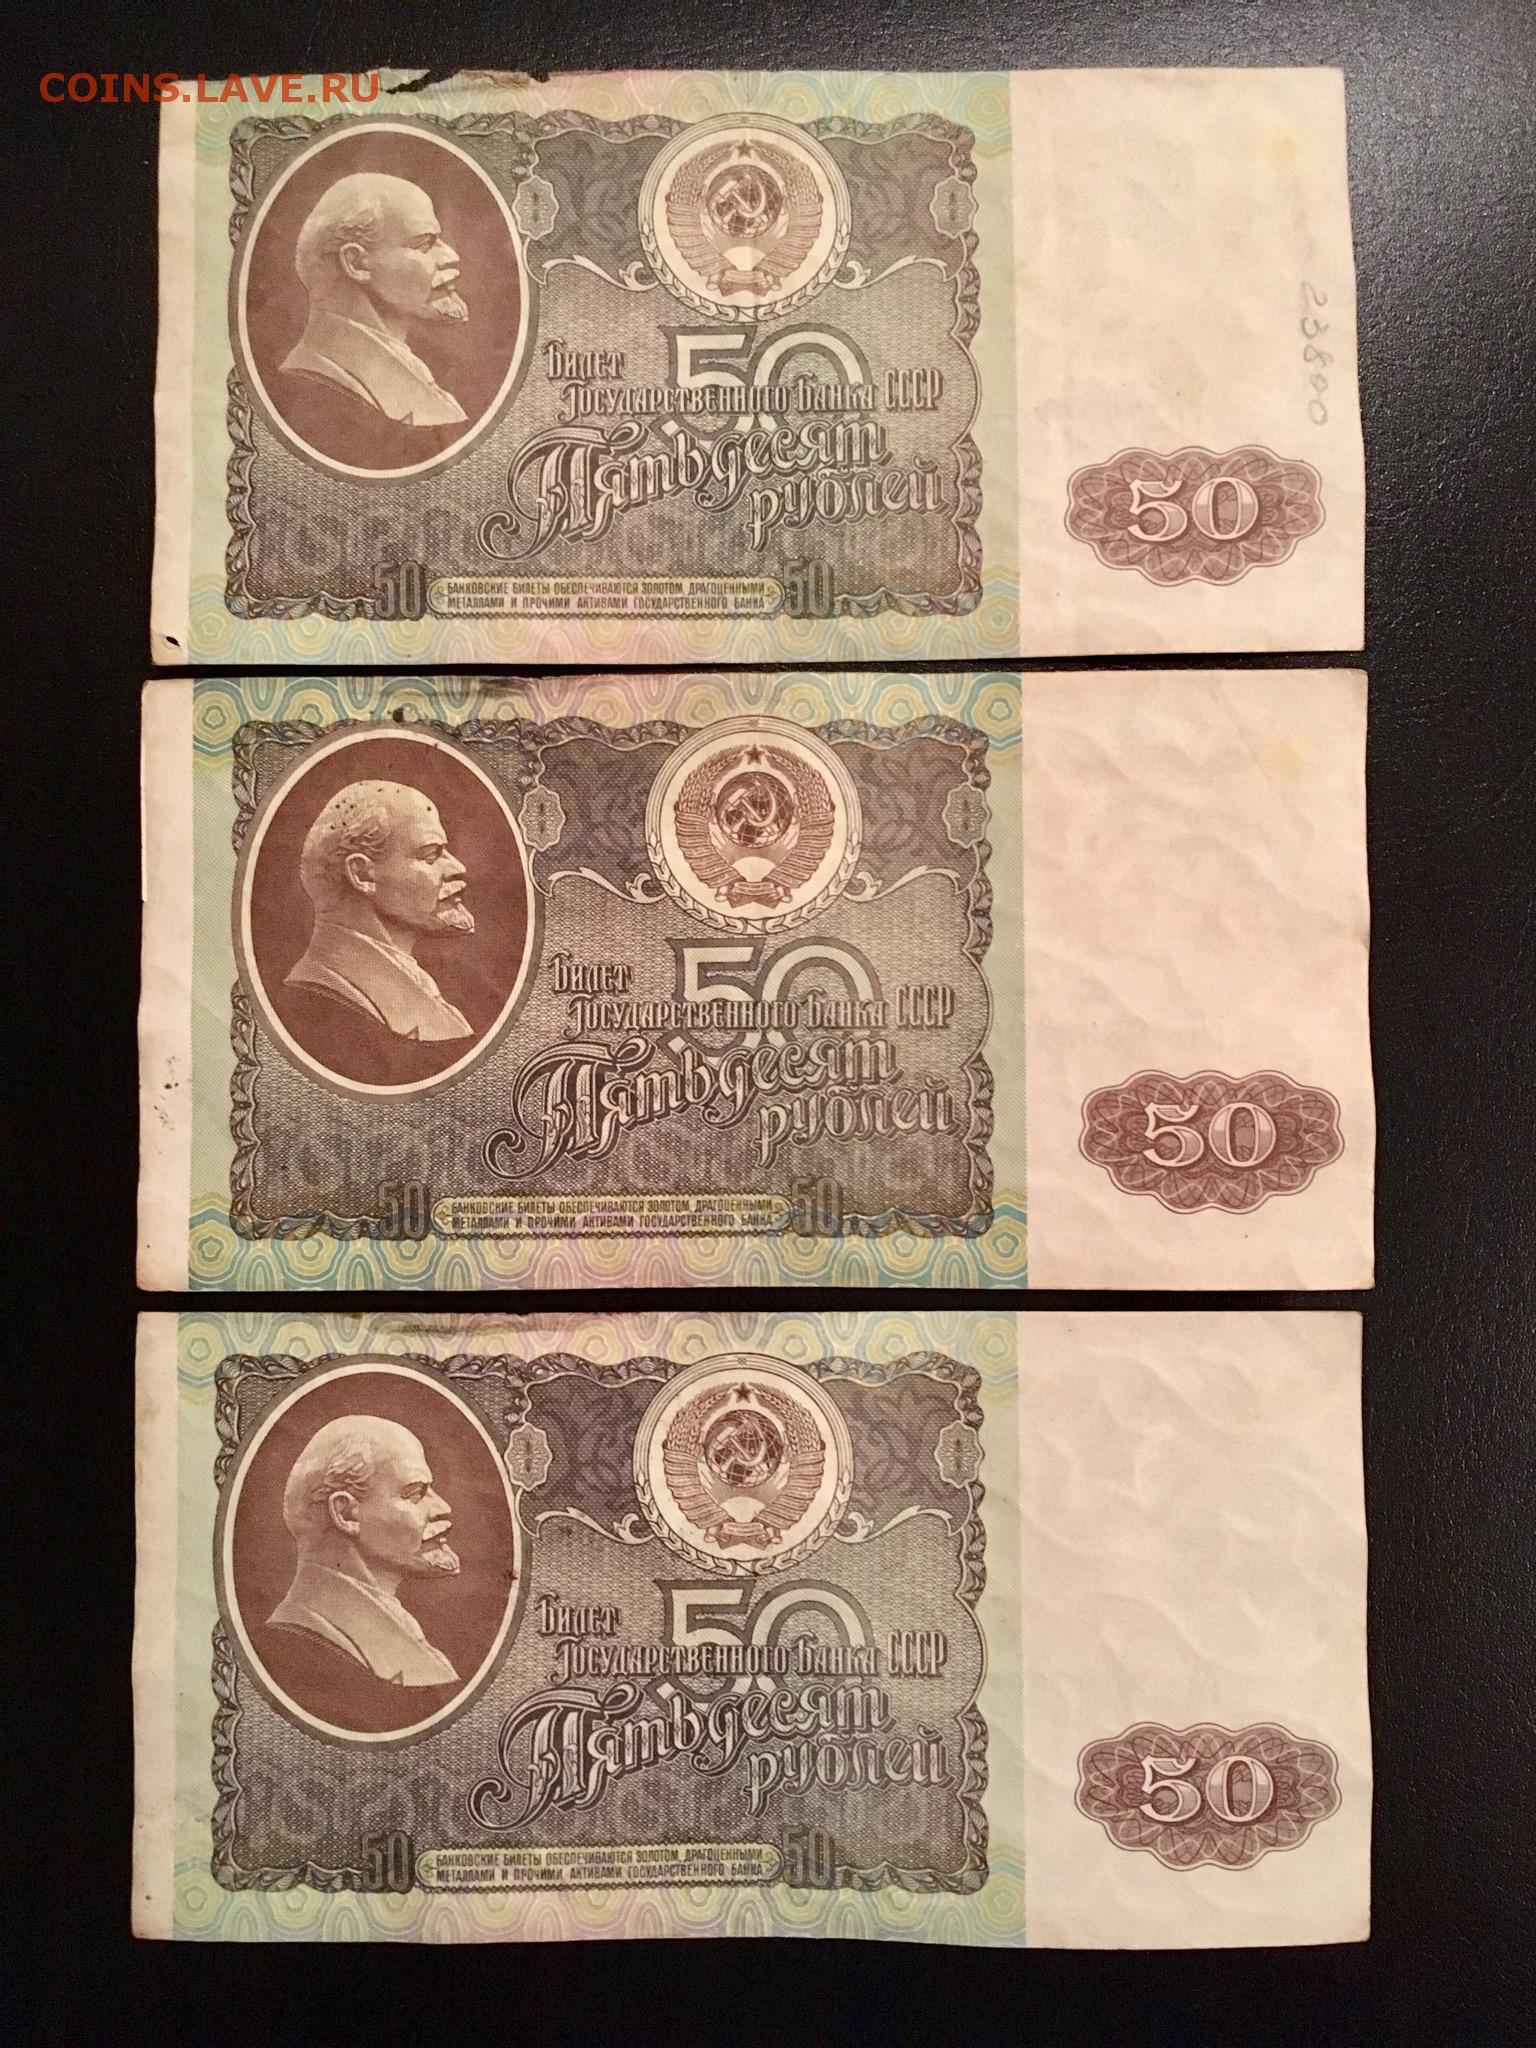 COINS.LAVE.RU
50
Билет
Государственного Банка СССР
Пятьдесят
рублей
23800
50
50
БАНКОВСКИЕ БИЛЕТЫ ОБЕСПЕЧИВАЮТСЯ ЗОЛОТОМ, ДРАГОЦЕННЫМИ
МЕТАЛЛАМИ И ПРОЧИМИ АКТИВАМИ ГОСУДАРСТВЕННОГО БАНКА
50
50
Билет
Государственного Банка СССР
Пятьдесят
рублей
50
50
БАНКОВСКИЕ БИЛЕТЫ ОБЕСПЕЧИВАЮТСЯ ЗОЛОТОМ, ДРАГОЦЕННЫМИ
МЕТАЛЛАМИ И ПРОЧИМИ АКТИВАМИ ГОСУДАРСТВЕННОГО БАНКА
50
50
Билет
Государственного Банка СССР
Пятьдесят
рублей
50
50
БАНКОВСКИЕ БИЛЕТЫ ОБЕСПЕЧИВАЮТСЯ ЗОЛОТОМ, ДРАГОЦЕННЫМИ
МЕТАЛЛАМИ И ПРОЧИМИ АКТИВАМИ ГОСУДАРСТВЕННОГО БАНКА
50